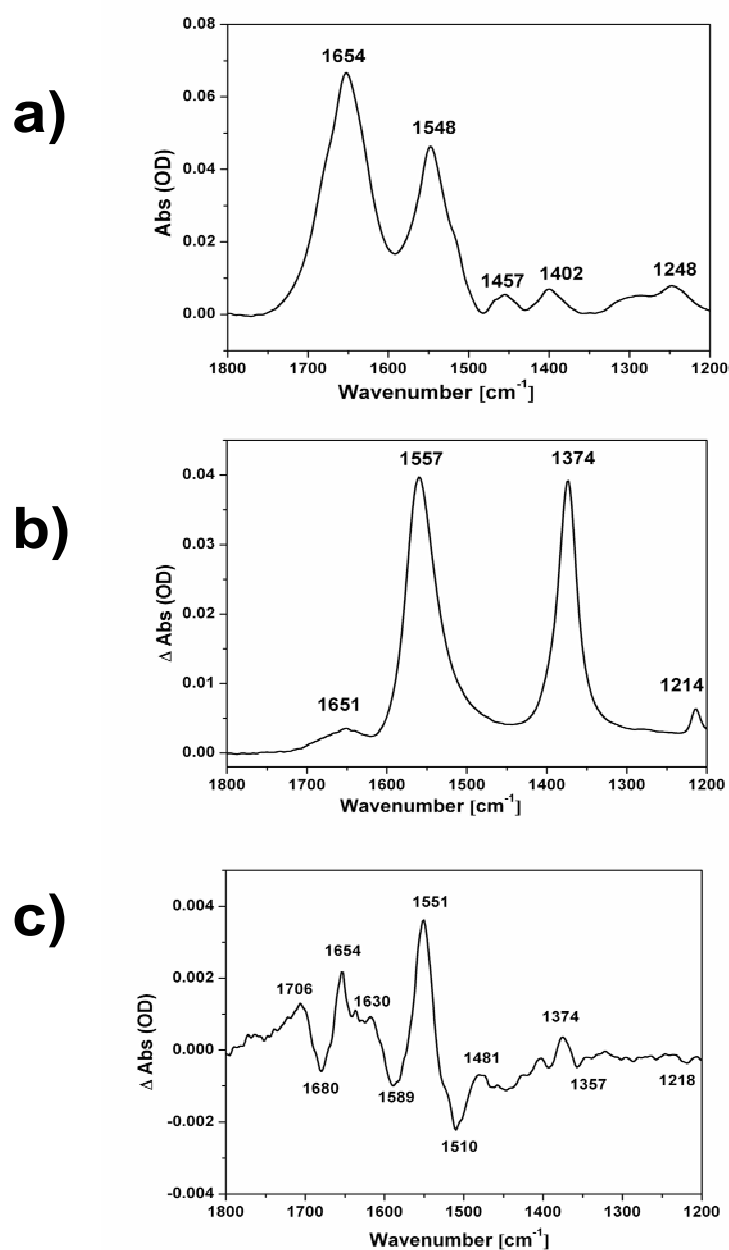 a)
0.08
0.06
0.04
0.02
0.00
Abs (OD)
1654
1548
1457
1402
1248
1800 1700 1600 1500 1400 1300 1200
Wavenumber [cm⁻¹]
b)
0.04
0.03
0.02
0.01
0.00
Δ Abs (OD)
1557
1374
1651
1214
1800 1700 1600 1500 1400 1300 1200
Wavenumber [cm⁻¹]
c)
0.004
0.002
0.000
-0.002
-0.004
Δ Abs (OD)
1551
1654
1706
1630
1374
1481
1680
1589
1357
1218
1510
1800 1700 1600 1500 1400 1300 1200
Wavenumber [cm⁻¹]